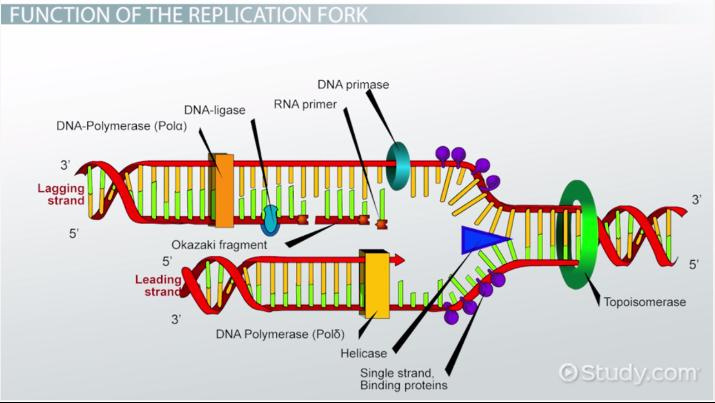 FUNCTION OF THE REPLICATION FORK
DNA primase
RNA primer
DNA-ligase
DNA-Polymerase (Polα)
3’
Lagging
strand
5’
3’
5’
Okazaki fragment
5’
Leading
strand
3’
Topoisomerase
DNA Polymerase (Polδ)
Helicase
Single strand,
Binding proteins
Study.com